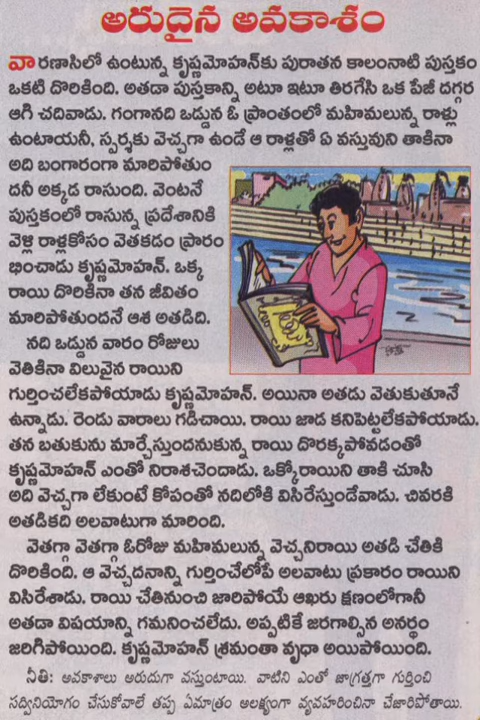 అరుదైన అవకాశం
వారణాసిలో ఉంటున్న కృష్ణమోహన్‌కు పురాతన కాలంనాటి పుస్తకం
ఒకటి దొరికింది. అతడా పుస్తకాన్ని అటూ ఇటూ తిరగేసి ఒక పేజీ దగ్గర
ఆగి చదివాడు. గంగానది ఒడ్డున ఓ ప్రాంతంలో మహిమలున్న రాళ్లు
ఉంటాయనీ, స్పర్శకు వెచ్చగా ఉండే ఆ రాళ్లతో ఏ వస్తువుని తాకినా
అది బంగారంగా మారిపోతుం
దనీ అక్కడ రాసుంది. వెంటనే
పుస్తకంలో రాసున్న ప్రదేశానికి
వెళ్లి రాళ్లకోసం వెతకడం ప్రారం
భించాడు కృష్ణమోహన్. ఒక్క
రాయి దొరికినా తన జీవితం
మారిపోతుందనే ఆశ అతడిది.
నది ఒడ్డున వారం రోజులు
వెతికినా విలువైన రాయిని
గుర్తించలేకపోయాడు కృష్ణమోహన్. అయినా అతడు వెతుకుతూనే
ఉన్నాడు. రెండు వారాలు గడిచాయి. రాయి జాడ కనిపెట్టలేకపోయాడు.
తన బతుకును మార్చేస్తుందనుకున్న రాయి దొరక్కపోవడంతో
కృష్ణమోహన్ ఎంతో నిరాశచెందాడు. ఒక్కోరాయిని తాకి చూసి
అది వెచ్చగా లేకుంటే కోపంతో నదిలోకి విసిరేస్తుండేవాడు. చివరకి
అతడికది అలవాటుగా మారింది.
వెతగ్గా వెతగ్గా ఓరోజు మహిమలున్న వెచ్చనిరాయి అతడి చేతికి
దొరికింది. ఆ వెచ్చదనాన్ని గుర్తించేలోపే అలవాటు ప్రకారం రాయిని
విసిరేశాడు. రాయి చేతినుంచి జారిపోయే ఆఖరు క్షణంలోగానీ
అతడా విషయాన్ని గమనించలేదు. అప్పటికే జరగాల్సిన అనర్థం
జరిగిపోయింది. కృష్ణమోహన్ శ్రమంతా వృధా అయిపోయింది.
నీతి: అవకాశాలు అరుదుగా వస్తుంటాయి. వాటిని ఎంతో జాగ్రత్తగా గుర్తించి
సద్వినియోగం చేసుకోవాలే తప్ప ఏమాత్రం అలక్ష్యంగా వ్యవహరించినా చేజారిపోతాయి.